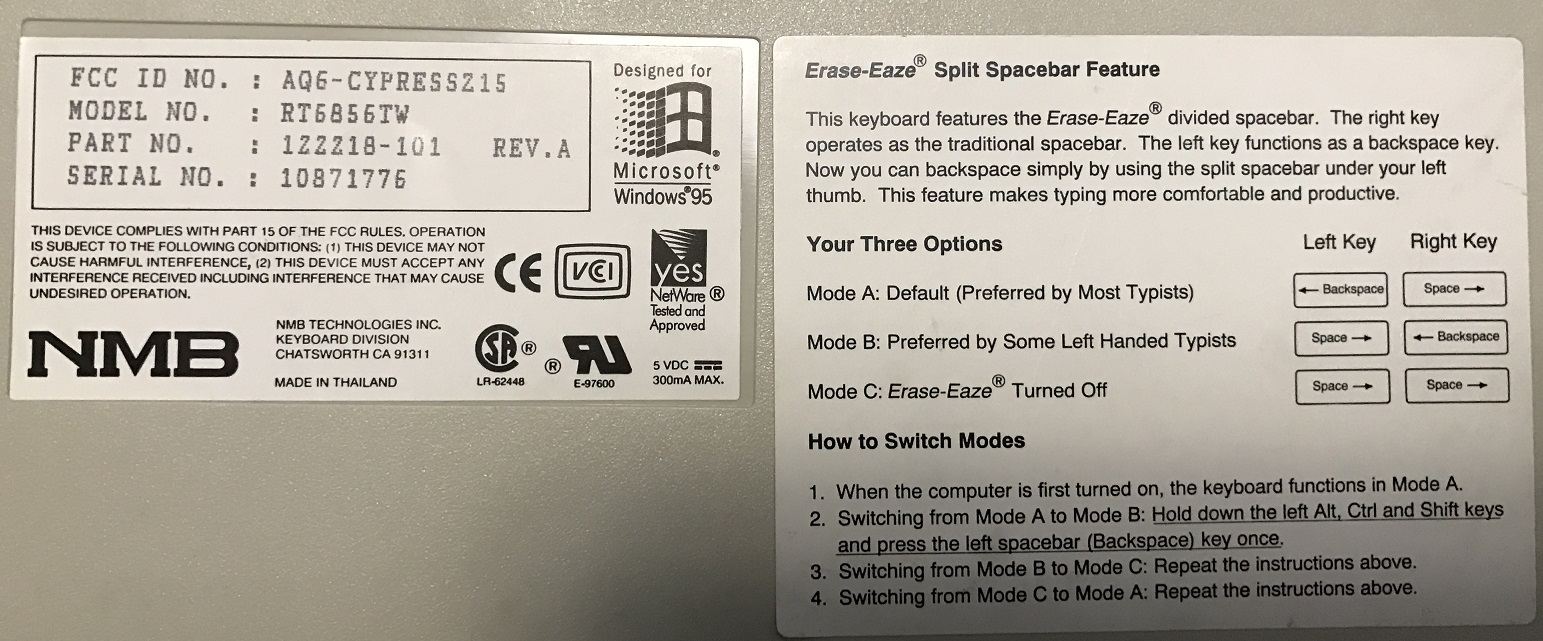 FCC ID NO. : AQ6-CYPRESSZ15
MODEL NO. : RT6856TW
PART NO. : 1ZZZ18-101 REV.A
SERIAL NO. : 10871776
Designed for
Microsoft®
Windows®95
THIS DEVICE COMPLIES WITH PART 15 OF THE FCC RULES. OPERATION
IS SUBJECT TO THE FOLLOWING CONDITIONS: (1) THIS DEVICE MAY NOT
CAUSE HARMFUL INTERFERENCE, (2) THIS DEVICE MUST ACCEPT ANY
INTERFERENCE RECEIVED INCLUDING INTERFERENCE THAT MAY CAUSE
UNDESIRED OPERATION.
CE
VCCI
yes
NetWare ®
Tested and
Approved
NMB
NMB TECHNOLOGIES INC.
KEYBOARD DIVISION
CHATSWORTH CA 91311
MADE IN THAILAND
SA ®
LR-62448
® RU
E-97600
5 VDC
300mA MAX.
Erase-Eaze® Split Spacebar Feature
This keyboard features the Erase-Eaze® divided spacebar. The right key
operates as the traditional spacebar. The left key functions as a backspace key.
Now you can backspace simply by using the split spacebar under your left
thumb. This feature makes typing more comfortable and productive.
Your Three Options Left Key Right Key
Mode A: Default (Preferred by Most Typists) ← Backspace Space →
Mode B: Preferred by Some Left Handed Typists Space → ← Backspace
Mode C: Erase-Eaze® Turned Off Space → Space →
How to Switch Modes
1. When the computer is first turned on, the keyboard functions in Mode A.
2. Switching from Mode A to Mode B: Hold down the left Alt, Ctrl and Shift keys
and press the left spacebar (Backspace) key once.
3. Switching from Mode B to Mode C: Repeat the instructions above.
4. Switching from Mode C to Mode A: Repeat the instructions above.